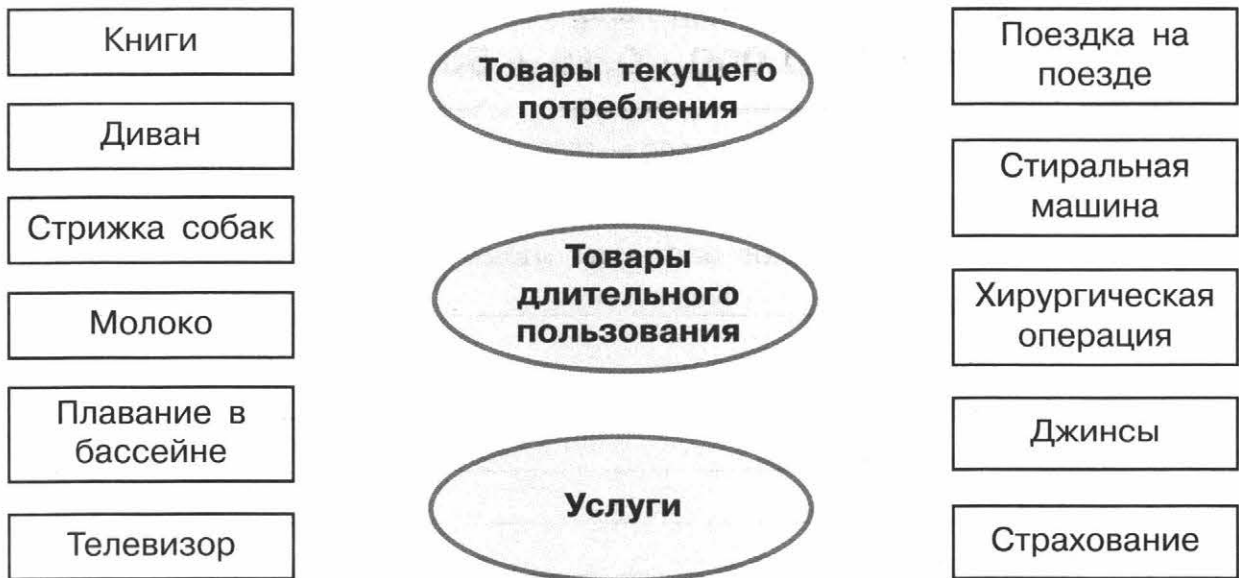 Книги
Диван
Стрижка собак
Молоко
Плавание в
бассейне
Телевизор
Товары текущего
потребления
Товары
длительного
пользования
Услуги
Поездка на
поезде
Стиральная
машина
Хирургическая
операция
Джинсы
Страхование